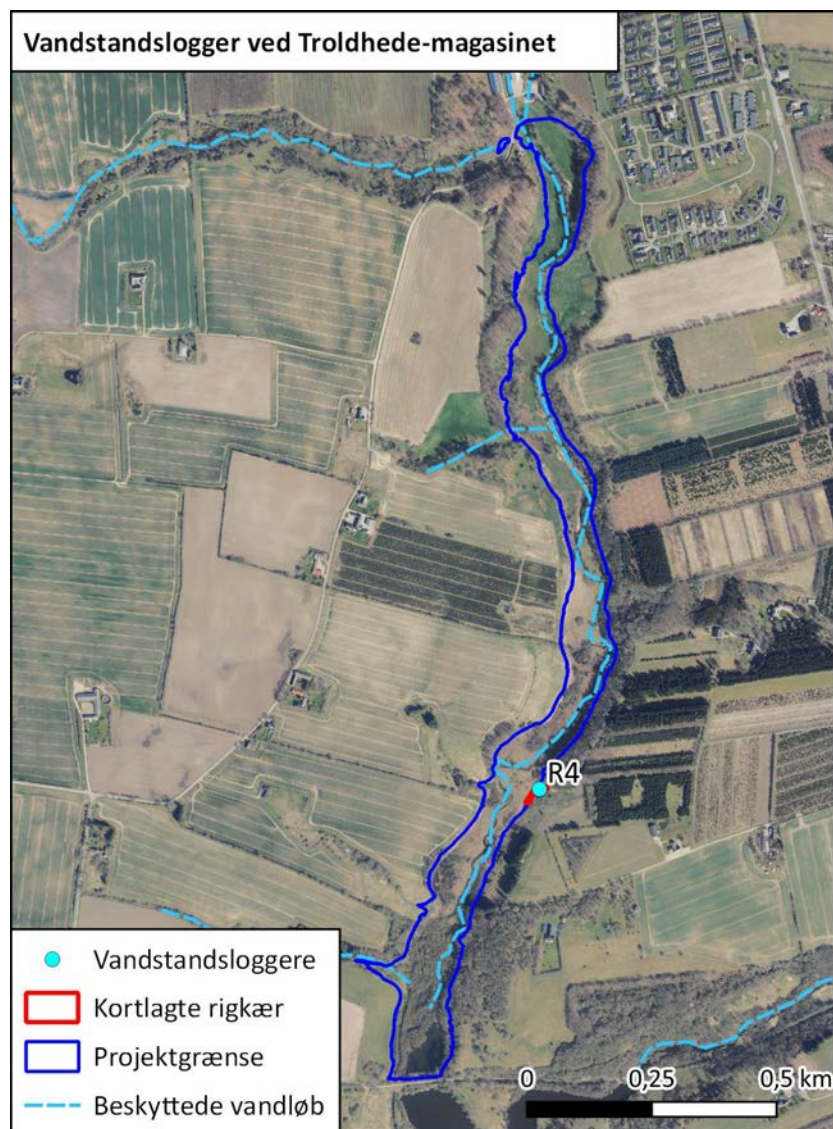 Vandstandslogger ved Troldhede-magasinet
R4
Vandstandsloggere
Kortlagte rigkær
Projektgrænse
Beskyttede vandløb
0 0,25 0,5 km